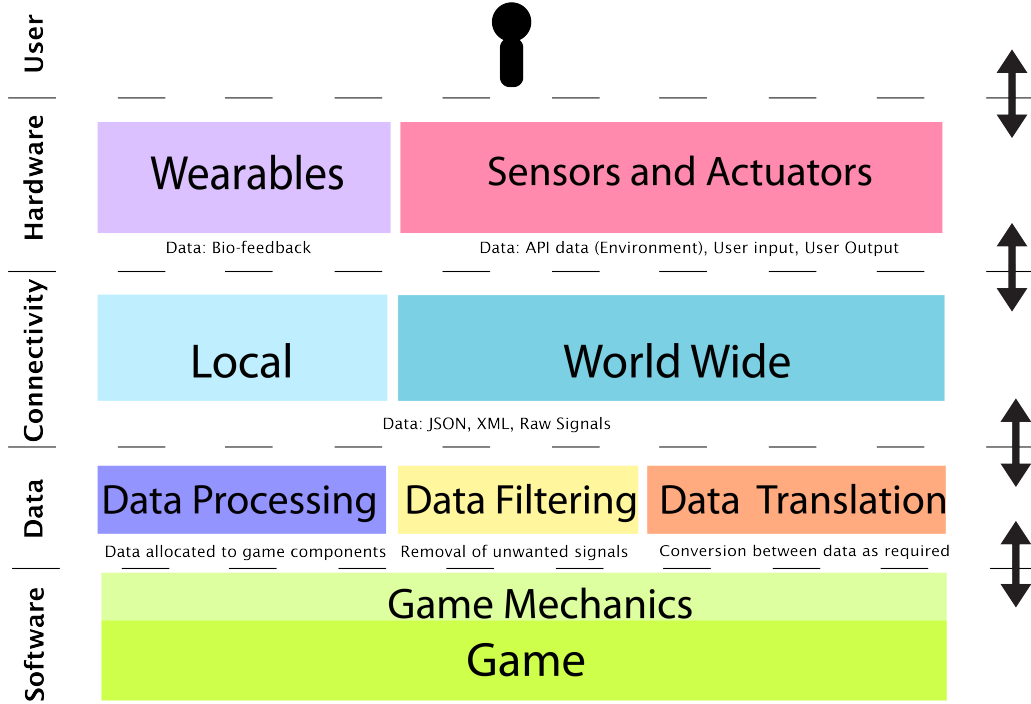 User
Hardware
Wearables
Sensors and Actuators
Data: Bio-feedback
Data: API data (Environment), User input, User Output
Connectivity
Local
World Wide
Data: JSON, XML, Raw Signals
Data
Data Processing
Data Filtering
Data Translation
Data allocated to game components
Removal of unwanted signals
Conversion between data as required
Software
Game Mechanics
Game